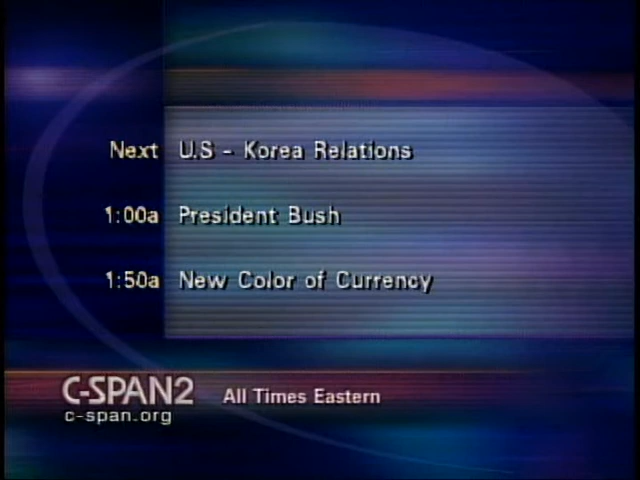 Next U.S - Korea Relations
1:00a President Bush
1:50a New Color of Currency
C-SPAN2 All Times Eastern
c-span.org